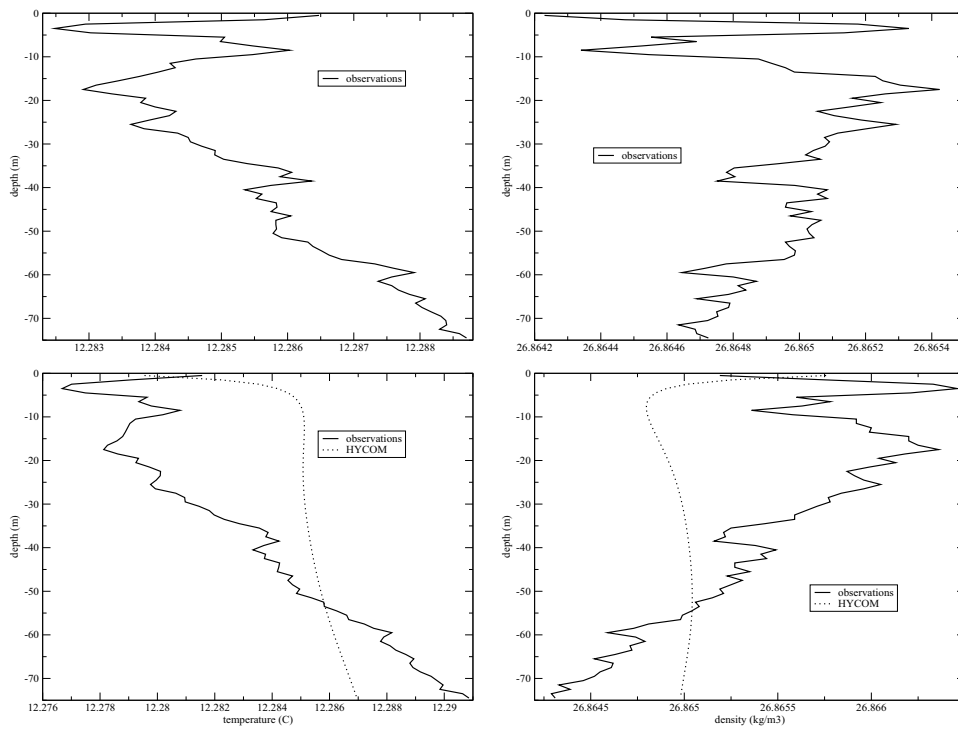 0
-10
-20
-30
-40
-50
-60
-70
depth (m)
12.283 12.284 12.285 12.286 12.287 12.288
observations
0
-10
-20
-30
-40
-50
-60
-70
depth (m)
26.8642 26.8644 26.8646 26.8648 26.865 26.8652 26.8654
observations
0
-10
-20
-30
-40
-50
-60
-70
depth (m)
12.276 12.278 12.28 12.282 12.284 12.286 12.288 12.29
temperature (C)
observations
HYCOM
0
-10
-20
-30
-40
-50
-60
-70
depth (m)
26.8645 26.865 26.8655 26.866
density (kg/m3)
observations
HYCOM